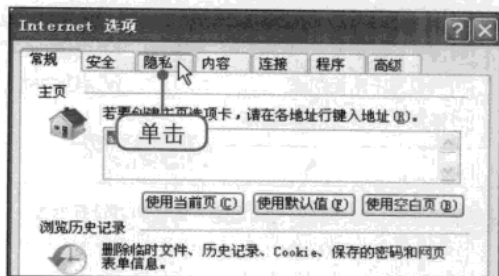 Internet 选项
常规 安全 隐私 内容 连接 程序 高级
主页
若要创建主页选项卡，请在各地址行键入地址(R)。
单击
使用当前页(C) 使用默认值(F) 使用空白页(B)
浏览历史记录
删除临时文件、历史记录、Cookie、保存的密码和网页
表单信息。